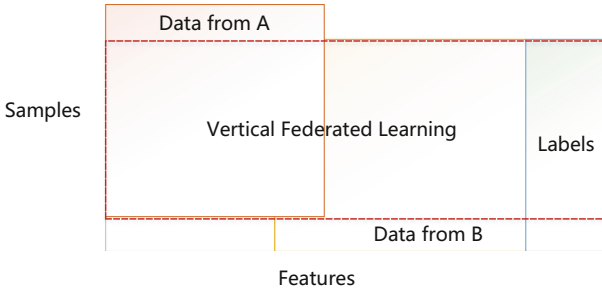 Data from A
Samples
Vertical Federated Learning
Labels
Data from B
Features